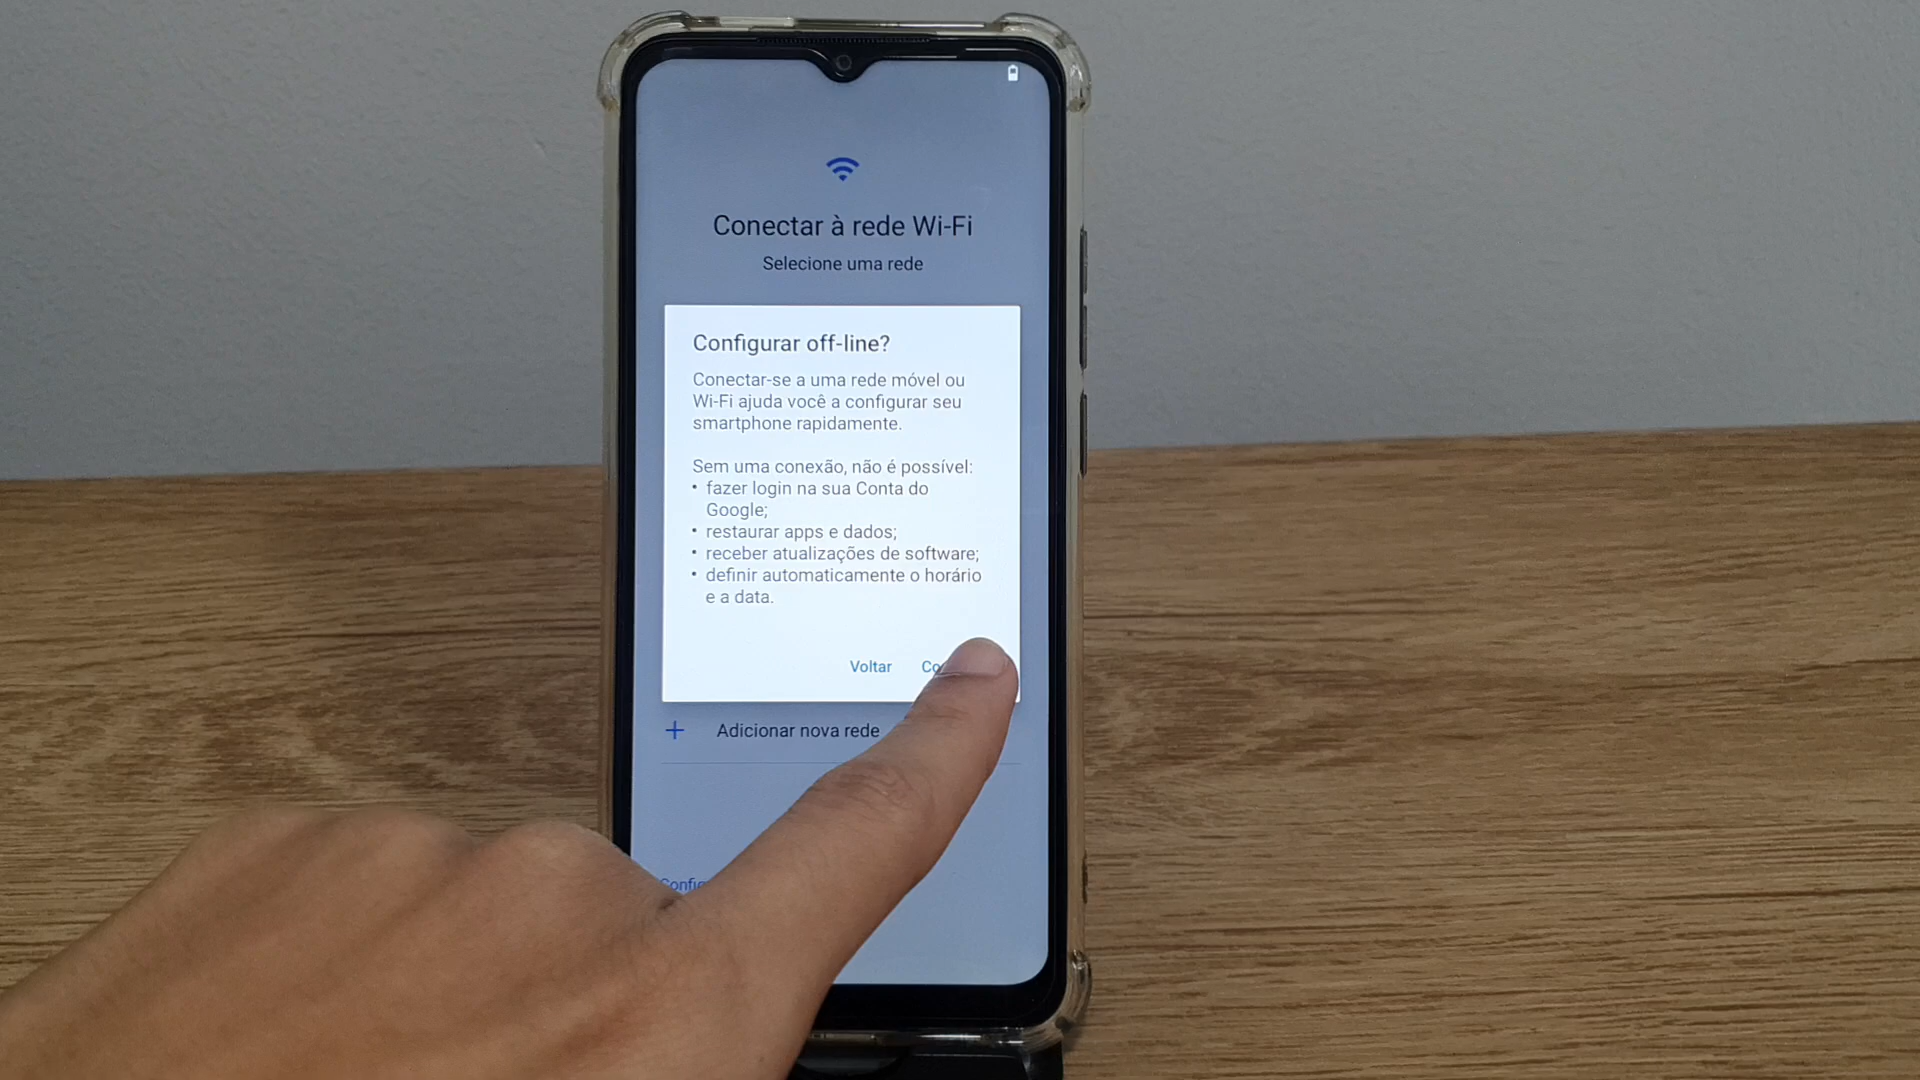 Conectar à rede Wi-Fi
Selecione uma rede
Configurar off-line?
Conectar-se a uma rede móvel ou
Wi-Fi ajuda você a configurar seu
smartphone rapidamente.
Sem uma conexão, não é possível:
• fazer login na sua Conta do
Google;
• restaurar apps e dados;
• receber atualizações de software;
• definir automaticamente o horário
e a data.
Voltar
+ Adicionar nova rede